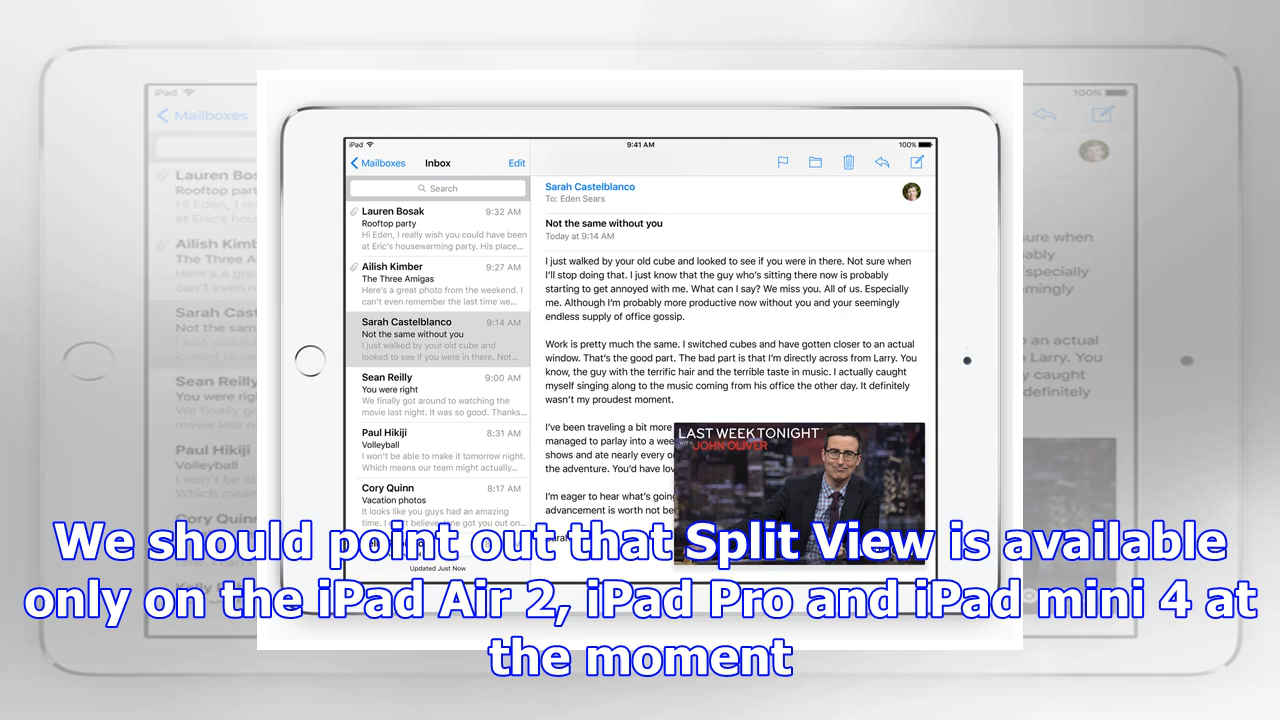 iPad 9:41 AM 100%
Mailboxes Inbox Edit
Search
Lauren Bosak 9:32 AM
Rooftop party
Hi Eden, I really wish you could have been
at Eric's housewarming party. His place...
Ailish Kimber 9:27 AM
The Three Amigas
Here's a great photo from the weekend. I
can't even remember the last time we...
Sarah Castelblanco 9:14 AM
Not the same without you
I just walked by your old cube and
looked to see if you were in there. Not...
Sean Reilly 9:00 AM
You were right
We finally got around to watching the
movie last night. It was so good. Thanks...
Paul Hikiji 8:31 AM
Volleyball
I won't be able to make it tomorrow night.
Which means our team might actually...
Cory Quinn 8:17 AM
Vacation photos
It looks like you guys had an amazing
time. I can't believe Jane got you out on...
Updated Just Now
Sarah Castelblanco
To: Eden Sears
Not the same without you
Today at 9:14 AM
I just walked by your old cube and looked to see if you were in there. Not sure when
I'll stop doing that. I just know that the guy who's sitting there now is probably
starting to get annoyed with me. What can I say? We miss you. All of us. Especially
me. Although I'm probably more productive now without you and your seemingly
endless supply of office gossip.
Work is pretty much the same. I switched cubes and have gotten closer to an actual
window. That's the good part. The bad part is that I'm directly across from Larry. You
know, the guy with the terrific hair and the terrible taste in music. I actually caught
myself singing along to the music coming from his office the other day. It definitely
wasn't my proudest moment.
I've been traveling a bit more
managed to parlay into a wee
shows and ate nearly every o
the adventure. You'd have lov
I'm eager to hear what's going
advancement is worth not be
LAST WEEK TONIGHT
WITH JOHN OLIVER
We should point out that Split View is available
only on the iPad Air 2, iPad Pro and iPad mini 4 at
the moment